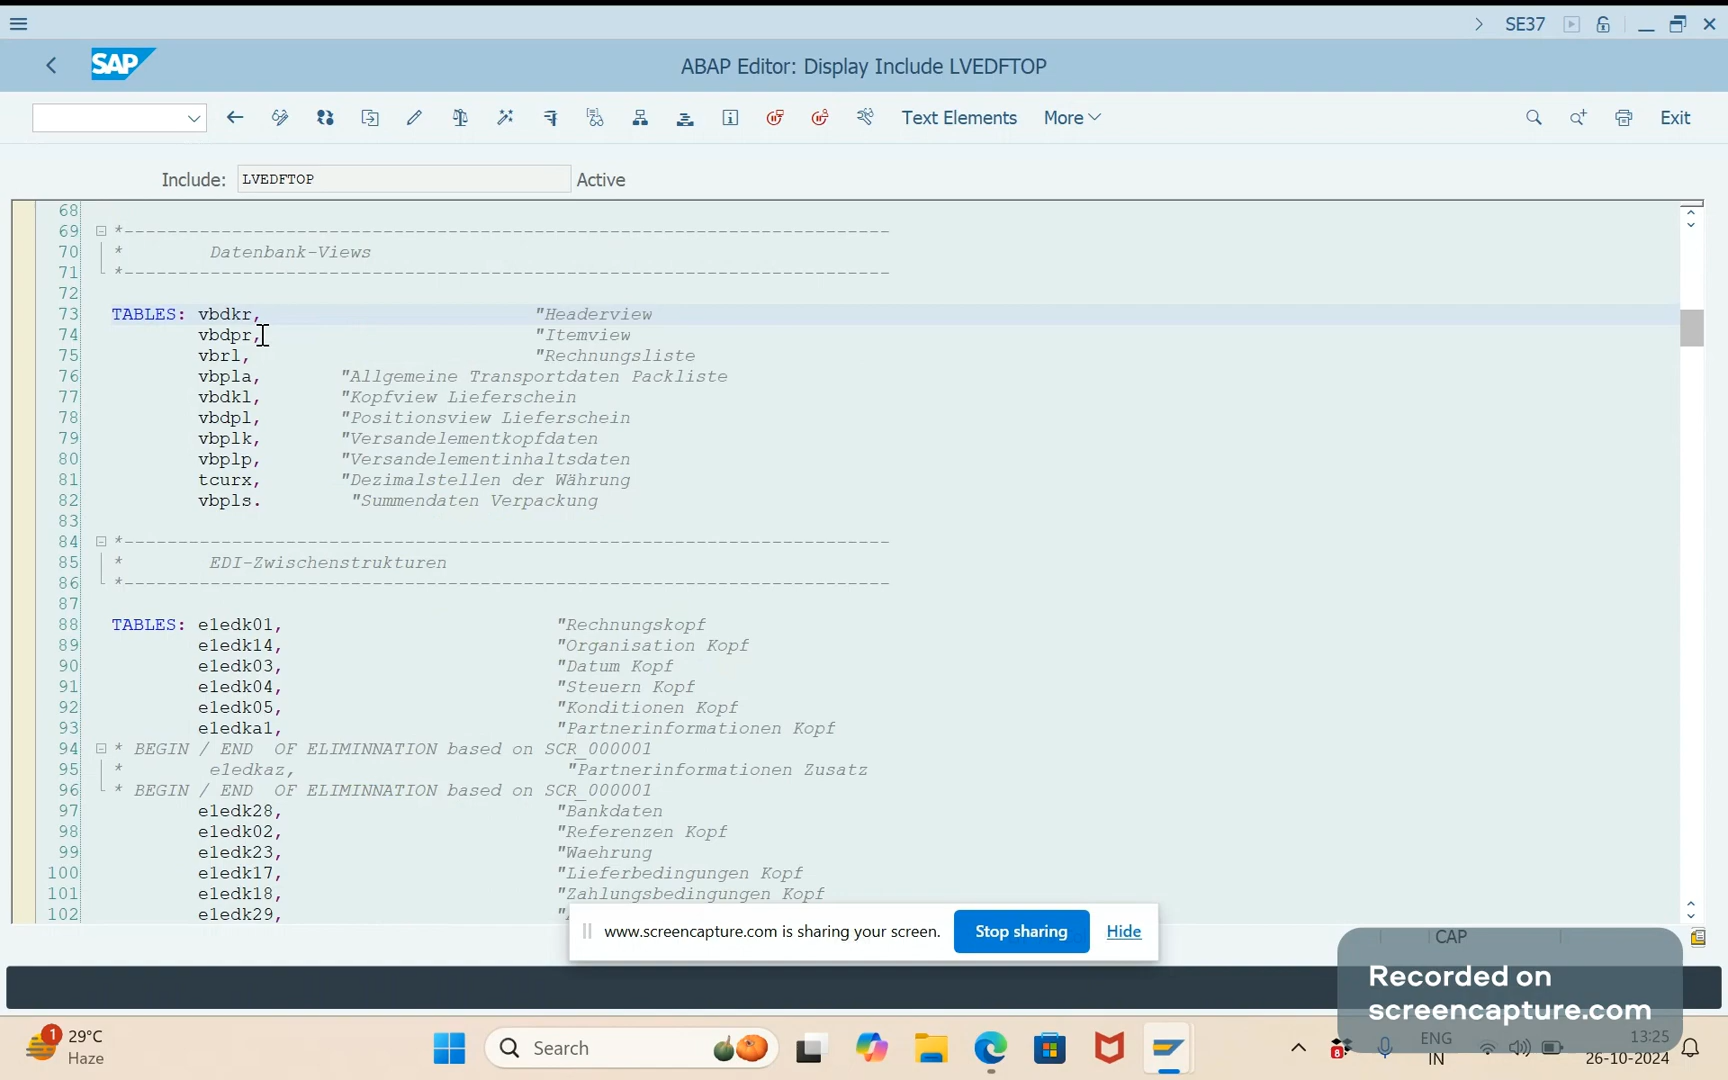 SE37
SAP
ABAP Editor: Display Include LVEDFTOP
Text Elements More Exit
Include: LVEDFTOP Active
68
69 *-----------------------------------------------------------------------
70 * Datenbank-Views
71 *-----------------------------------------------------------------------
72
73 TABLES: vbdkr, "Headerview
74 vbdpr, "Itemview
75 vbrl, "Rechnungsliste
76 vbpla, "Allgemeine Transportdaten Packliste
77 vbdkl, "Kopfview Lieferschein
78 vbdpl, "Positionsview Lieferschein
79 vbplk, "Versandelementkopfdaten
80 vbplp, "Versandelementinhaltsdaten
81 tcurx, "Dezimalstellen der Währung
82 vbpls. "Summendaten Verpackung
83
84 *-----------------------------------------------------------------------
85 * EDI-Zwischenstrukturen
86 *-----------------------------------------------------------------------
87
88 TABLES: e1edk01, "Rechnungskopf
89 e1edk14, "Organisation Kopf
90 e1edk03, "Datum Kopf
91 e1edk04, "Steuern Kopf
92 e1edk05, "Konditionen Kopf
93 e1edka1, "Partnerinformationen Kopf
94 * BEGIN / END OF ELIMINNATION based on SCR_000001
95 * e1edkaz, "Partnerinformationen Zusatz
96 * BEGIN / END OF ELIMINNATION based on SCR_000001
97 e1edk28, "Bankdaten
98 e1edk02, "Referenzen Kopf
99 e1edk23, "Waehrung
100 e1edk17, "Lieferbedingungen Kopf
101 e1edk18, "Zahlungsbedingungen Kopf
102 e1edk29,
www.screencapture.com is sharing your screen. Stop sharing Hide
CAP
Recorded on
screencapture.com
1
29°C
Haze
Search
8
ENG
IN
13:25
26-10-2024